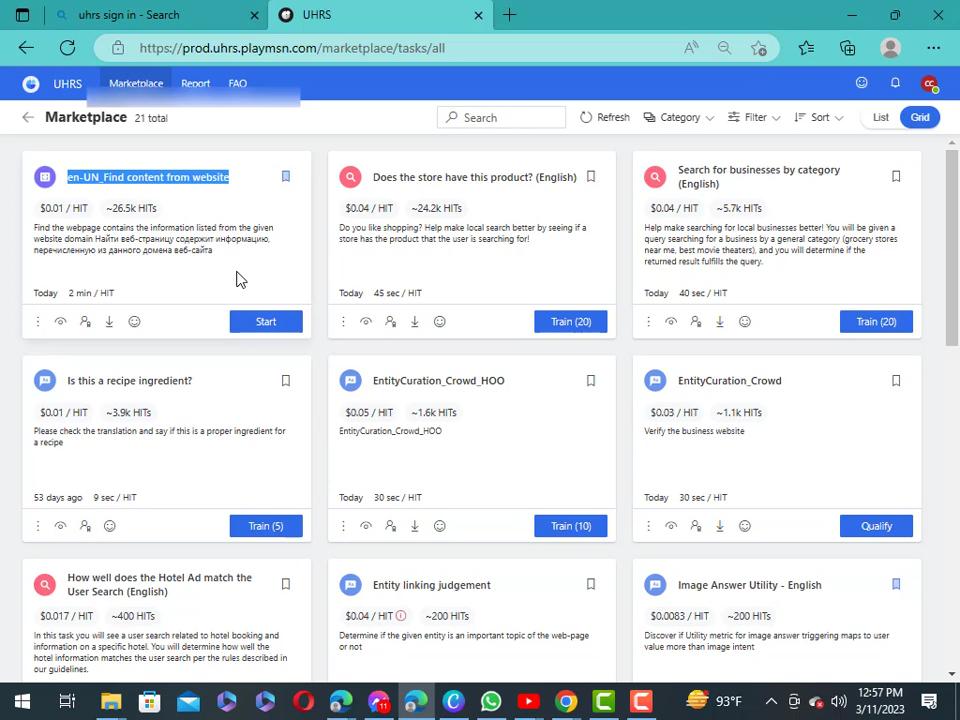 uhrs sign in - Search
UHRS
https://prod.uhrs.playmsn.com/marketplace/tasks/all
UHRS Marketplace Report FAQ
CC
Marketplace 21 total
Search Refresh Category Filter Sort List Grid
en-UN_Find content from website
$0.01 / HIT ~26.5k HITs
Find the webpage contains the information listed from the given
website domain Найти веб-страницу содержит информацию,
перечисленную из данного домена веб-сайта
Today 2 min / HIT
Start
Does the store have this product? (English)
$0.04 / HIT ~24.2k HITs
Do you like shopping? Help make local search better by seeing if a
store has the product that the user is searching for!
Today 45 sec / HIT
Train (20)
Search for businesses by category
(English)
$0.04 / HIT ~5.7k HITs
Help make searching for local businesses better! You will be given a
query searching for a business by a general category (grocery stores
near me, best movie theaters), and you will determine if the
returned result fulfills the query.
Today 40 sec / HIT
Train (20)
Is this a recipe ingredient?
$0.01 / HIT ~3.9k HITs
Please check the translation and say if this is a proper ingredient for
a recipe
53 days ago 9 sec / HIT
Train (5)
EntityCuration_Crowd_HOO
$0.05 / HIT ~1.6k HITs
EntityCuration_Crowd_HOO
Today 30 sec / HIT
Train (10)
EntityCuration_Crowd
$0.03 / HIT ~1.1k HITs
Verify the business website
Today 30 sec / HIT
Qualify
How well does the Hotel Ad match the
User Search (English)
$0.017 / HIT ~400 HITs
In this task you will see a user search related to hotel booking and
information on a specific hotel. You will determine how well the
hotel information matches the user search per the rules described in
our guidelines.
Entity linking judgement
$0.04 / HIT ~200 HITs
Determine if the given entity is an important topic of the web-page
or not
Image Answer Utility - English
$0.0083 / HIT ~200 HITs
Discover if Utility metric for image answer triggering maps to user
value more than image intent
11
93°F
12:57 PM
3/11/2023